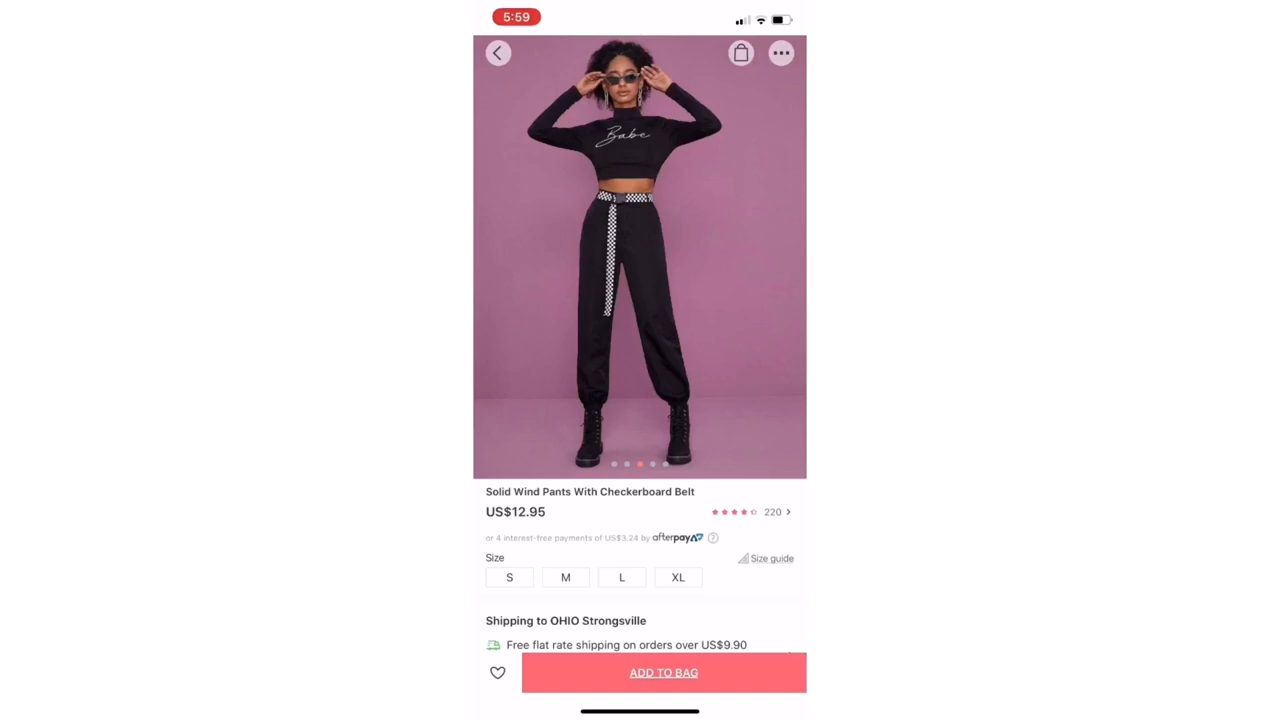 5:59
Babe
Solid Wind Pants With Checkerboard Belt
US$12.95
220
or 4 interest-free payments of US$3.24 by afterpay
Size
Size guide
S M L XL
Shipping to OHIO Strongsville
Free flat rate shipping on orders over US$9.90
ADD TO BAG